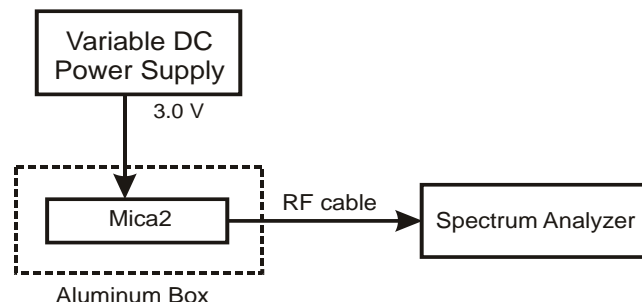 Variable DC
Power Supply
3.0 V
Mica2
RF cable
Spectrum Analyzer
Aluminum Box